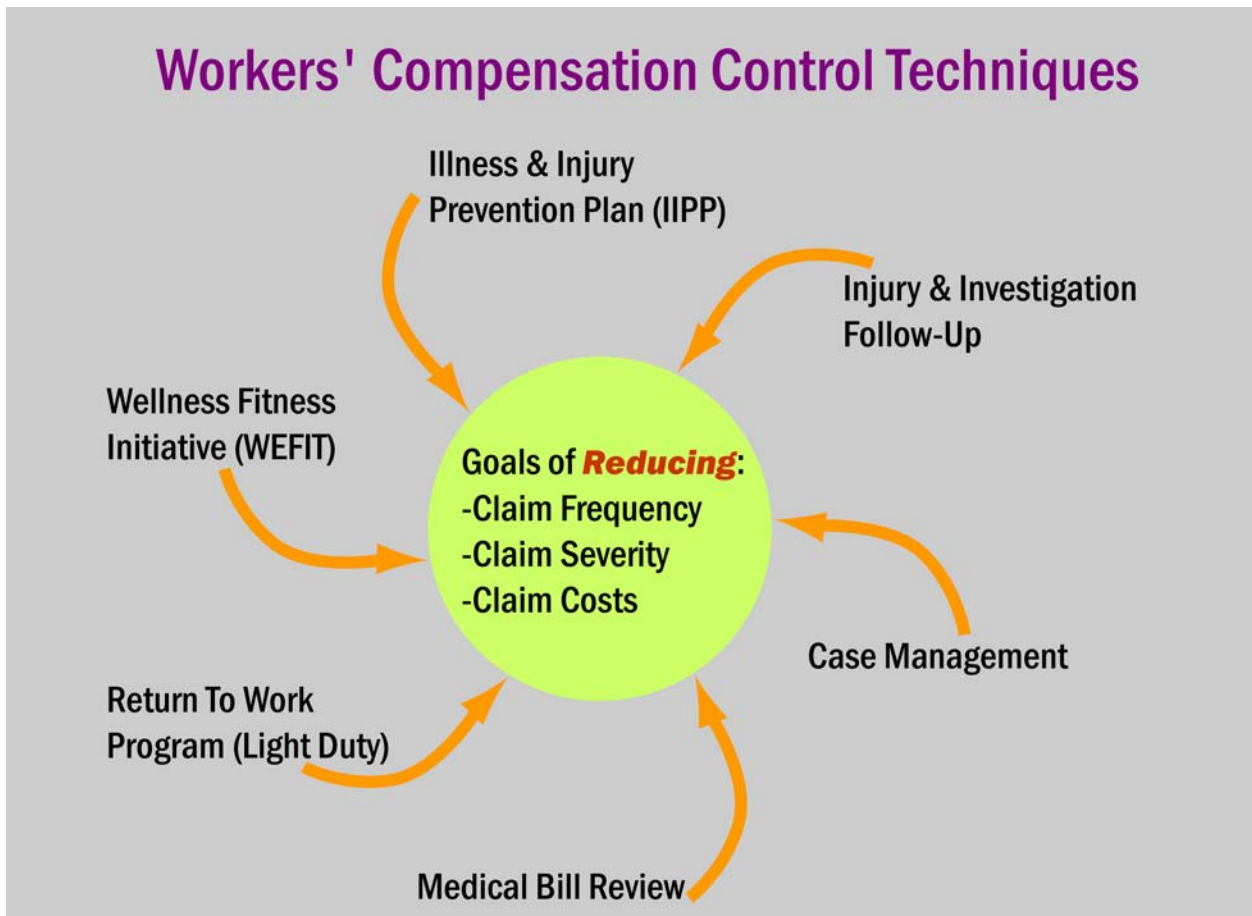 Workers' Compensation Control Techniques
Illness & Injury
Prevention Plan (IIPP)
Injury & Investigation
Follow-Up
Wellness Fitness
Initiative (WEFIT)
Goals of Reducing:
-Claim Frequency
-Claim Severity
-Claim Costs
Case Management
Return To Work
Program (Light Duty)
Medical Bill Review